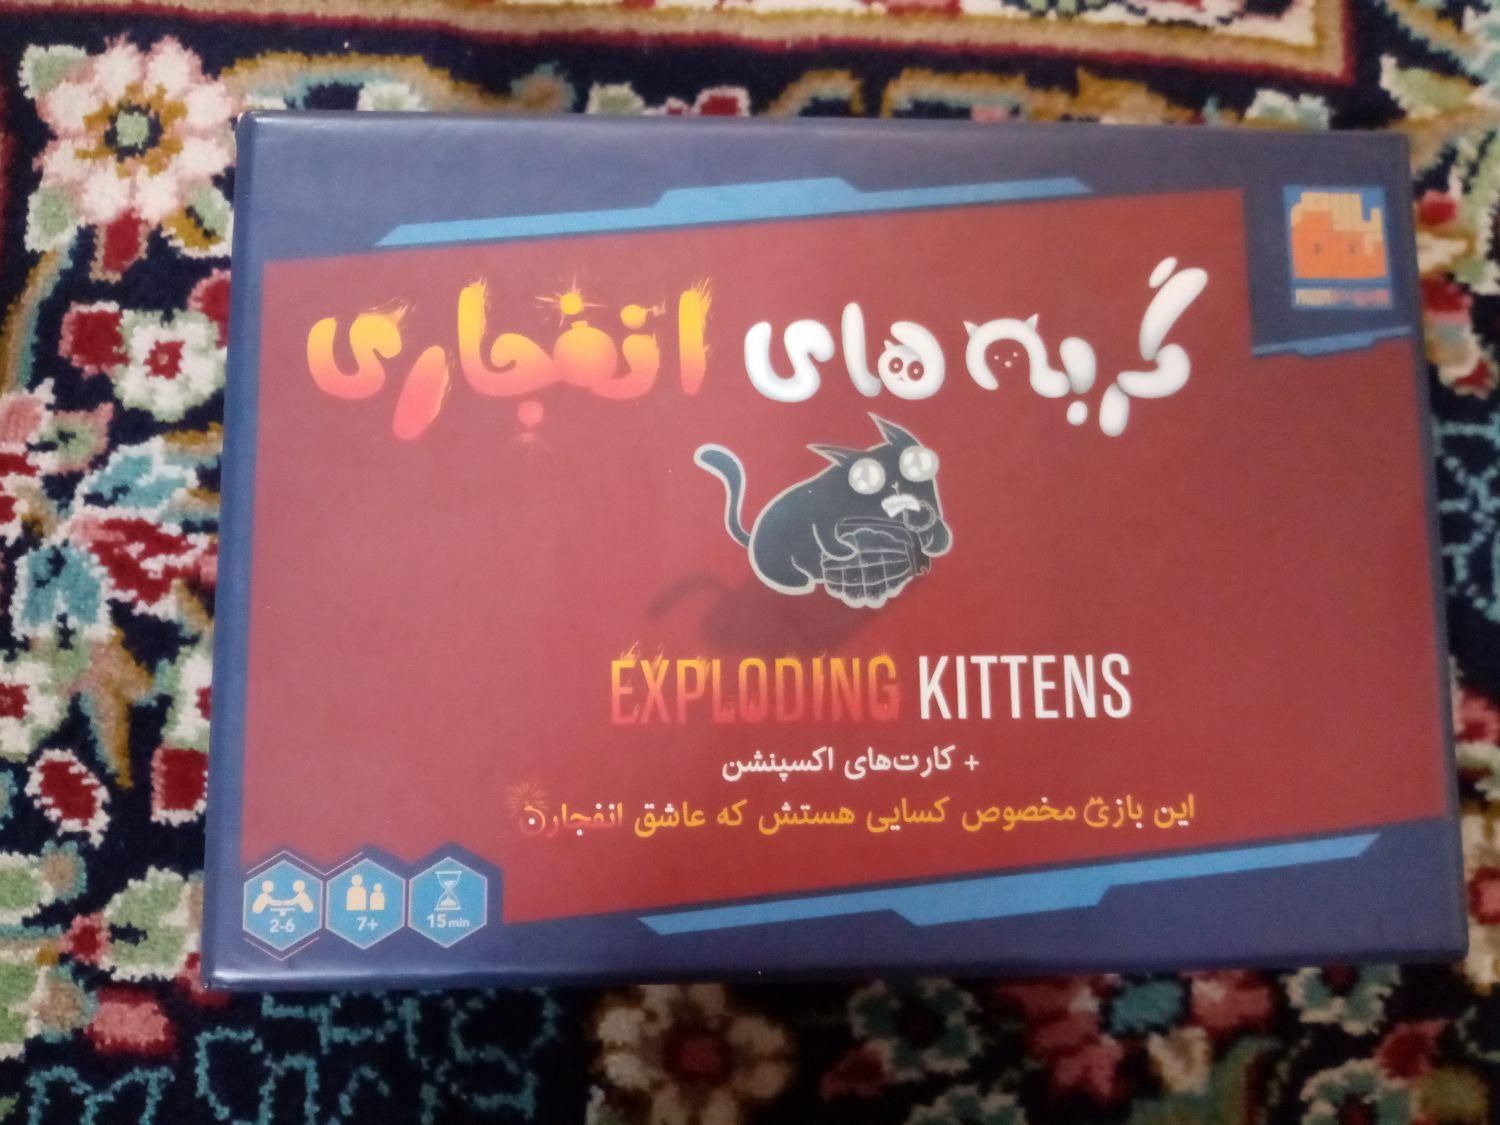 گربه های انفجاری
EXPLODING KITTENS
+ کارت‌های اکسپنشن
این بازی مخصوص کسایی هستش که عاشق انفجارن
2-6
7+
15 min